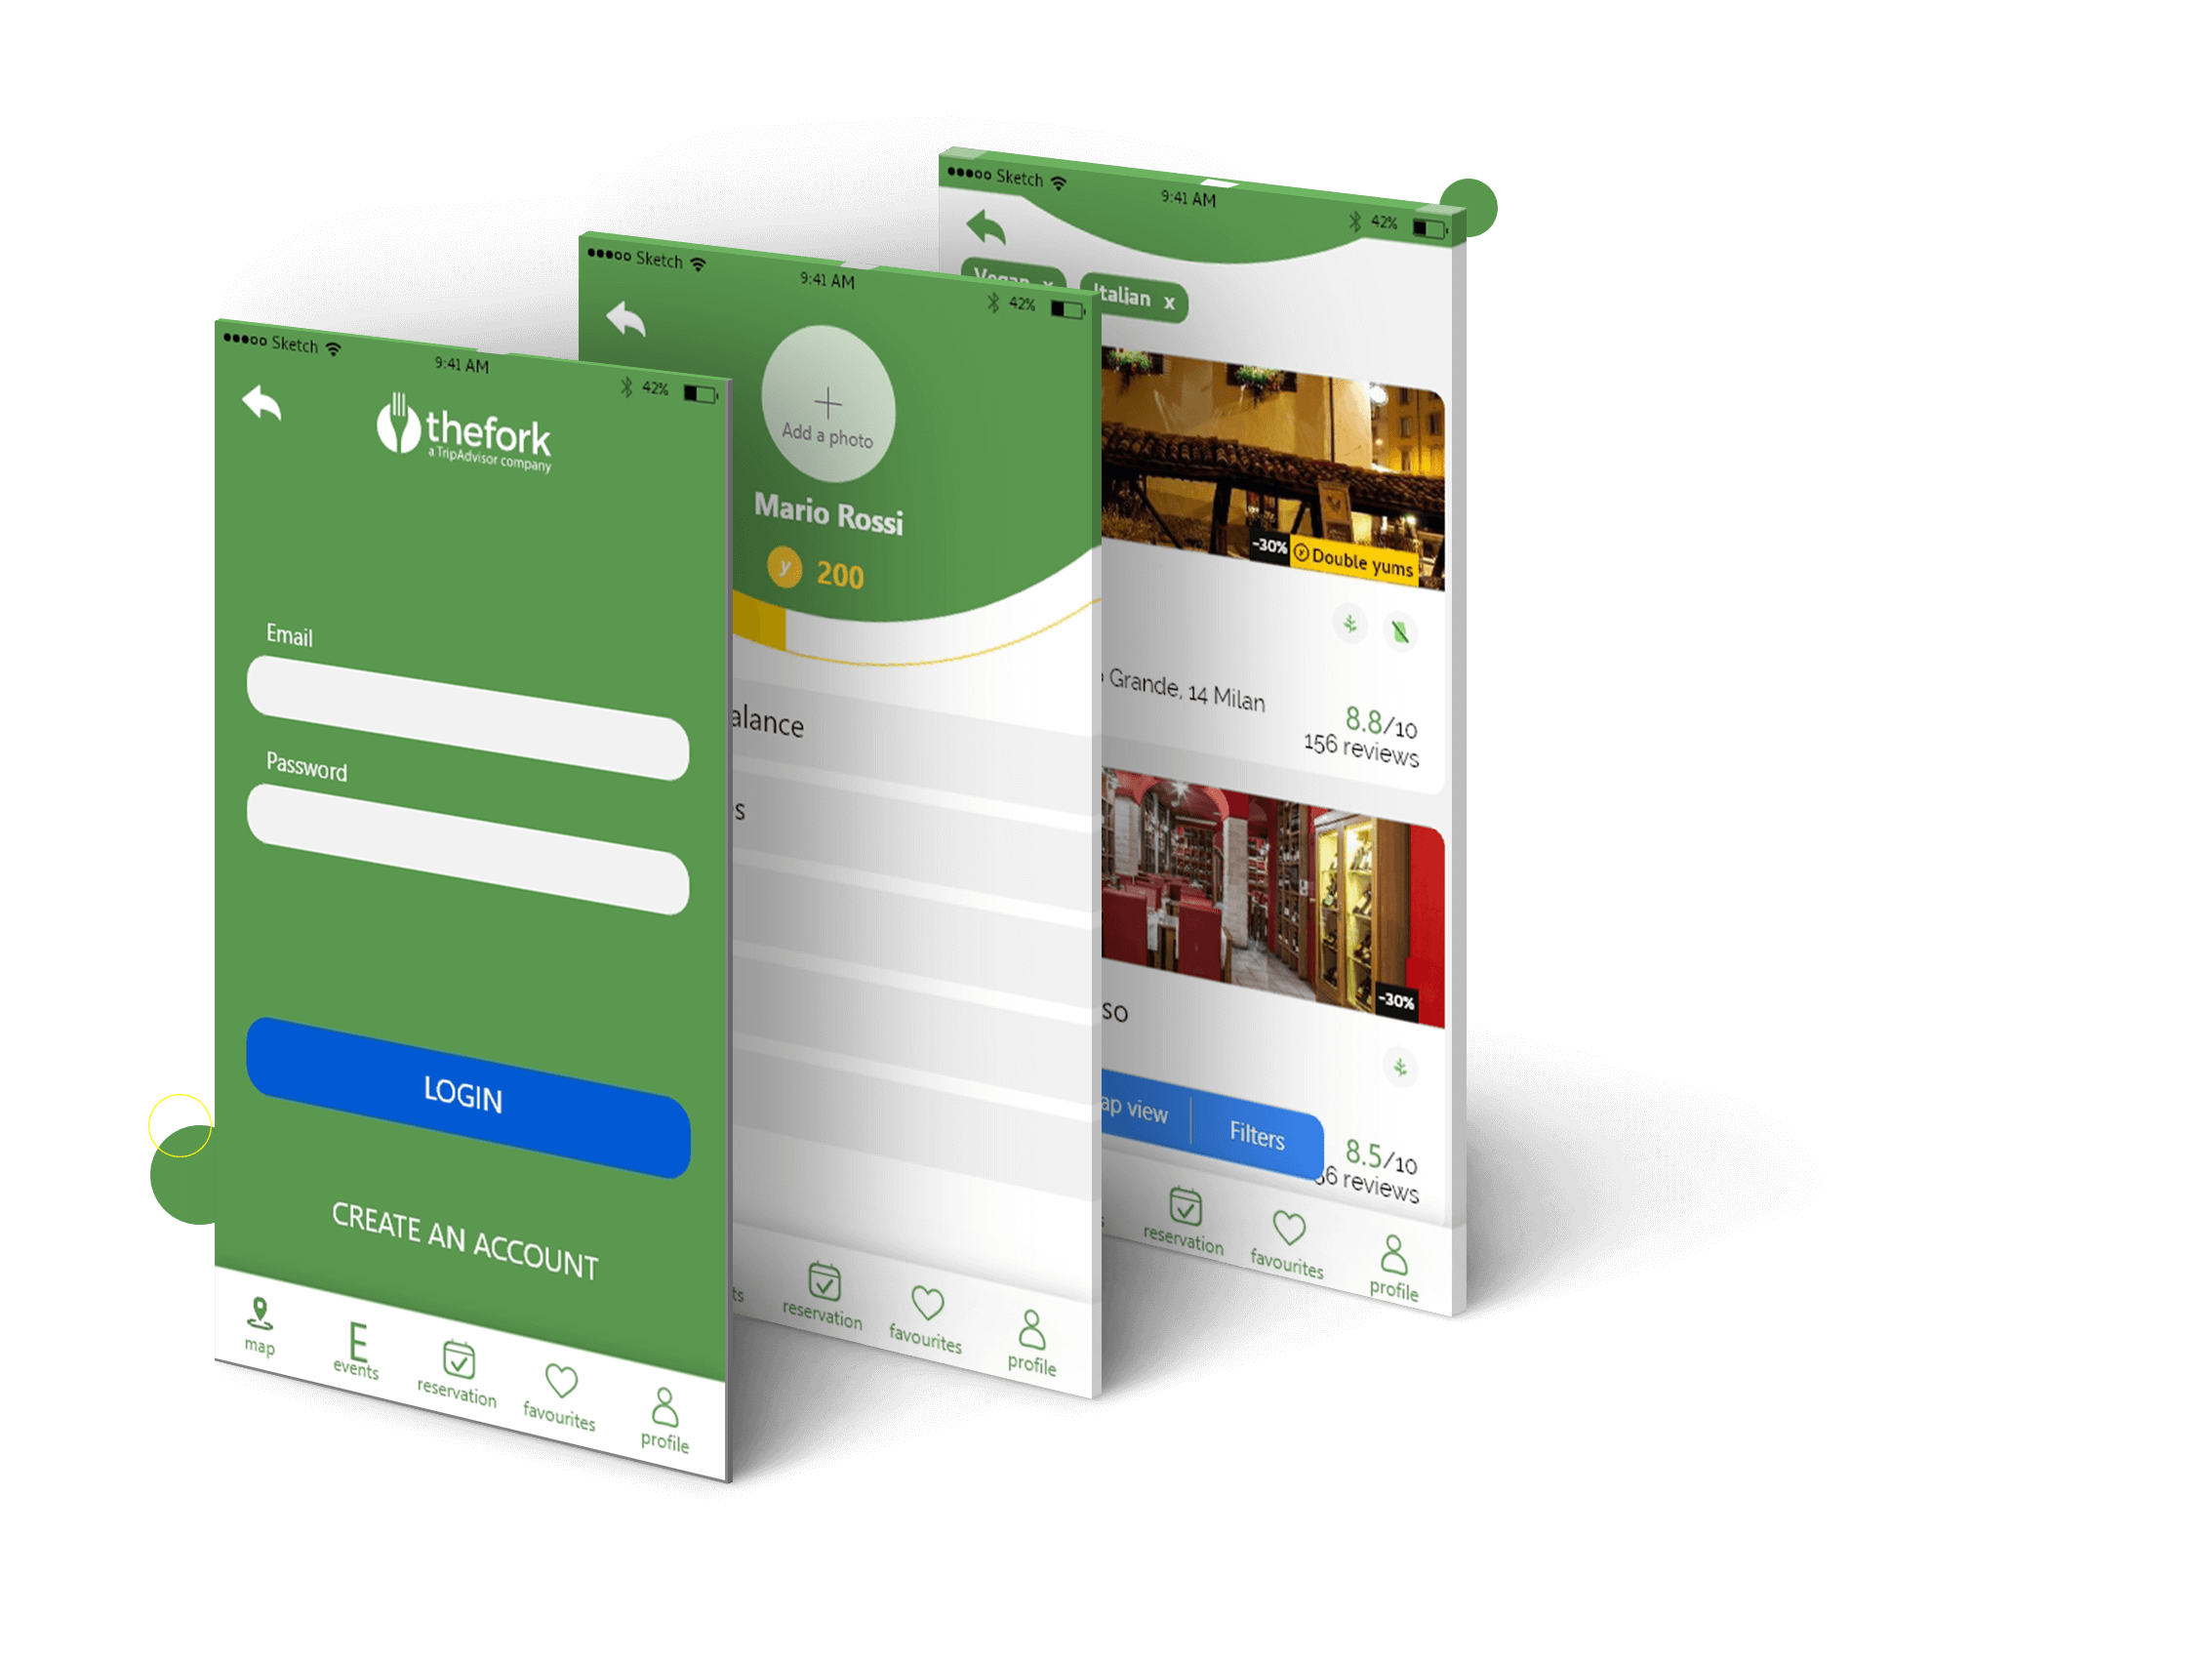 Sketch
9:41 AM
42%
thefork
a TripAdvisor company
Email
Password
LOGIN
CREATE AN ACCOUNT
map
events
reservation
favourites
profile
Sketch
9:41 AM
42%
+
Add a photo
Mario Rossi
y 200
alance
s
ts
reservation
favourites
profile
Sketch
9:41 AM
42%
Vegan x
Italian x
-30% y Double yums
Grande, 14 Milan
8.8/10
156 reviews
-30%
so
ap view
Filters
8.5/10
56 reviews
reservation
favourites
profile